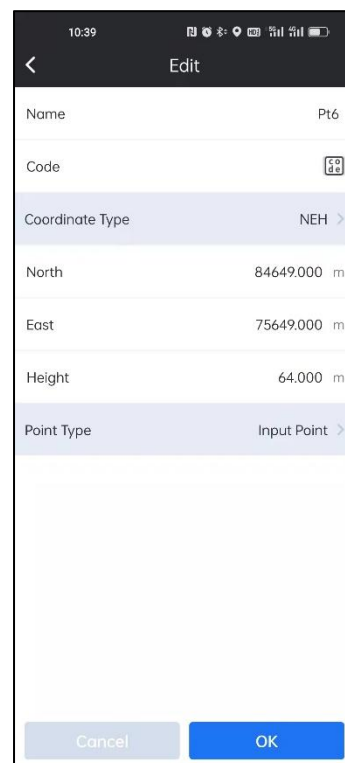 10:39
Edit
Name Pt6
Code code
Coordinate Type NEH
North 84649.000 m
East 75649.000 m
Height 64.000 m
Point Type Input Point
Cancel OK